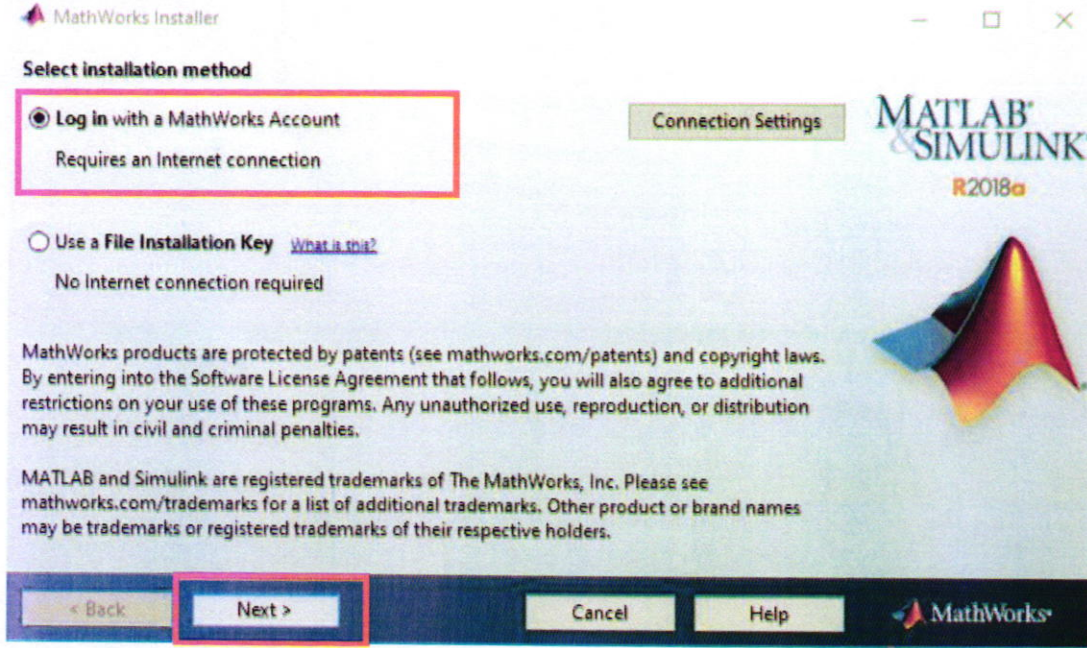 MathWorks Installer
Select installation method
Log in with a MathWorks Account
Requires an Internet connection
Connection Settings
MATLAB®
&SIMULINK®
R2018a
Use a File Installation Key What is this?
No Internet connection required
MathWorks products are protected by patents (see mathworks.com/patents) and copyright laws.
By entering into the Software License Agreement that follows, you will also agree to additional
restrictions on your use of these programs. Any unauthorized use, reproduction, or distribution
may result in civil and criminal penalties.
MATLAB and Simulink are registered trademarks of The MathWorks, Inc. Please see
mathworks.com/trademarks for a list of additional trademarks. Other product or brand names
may be trademarks or registered trademarks of their respective holders.
< Back
Next >
Cancel
Help
MathWorks®